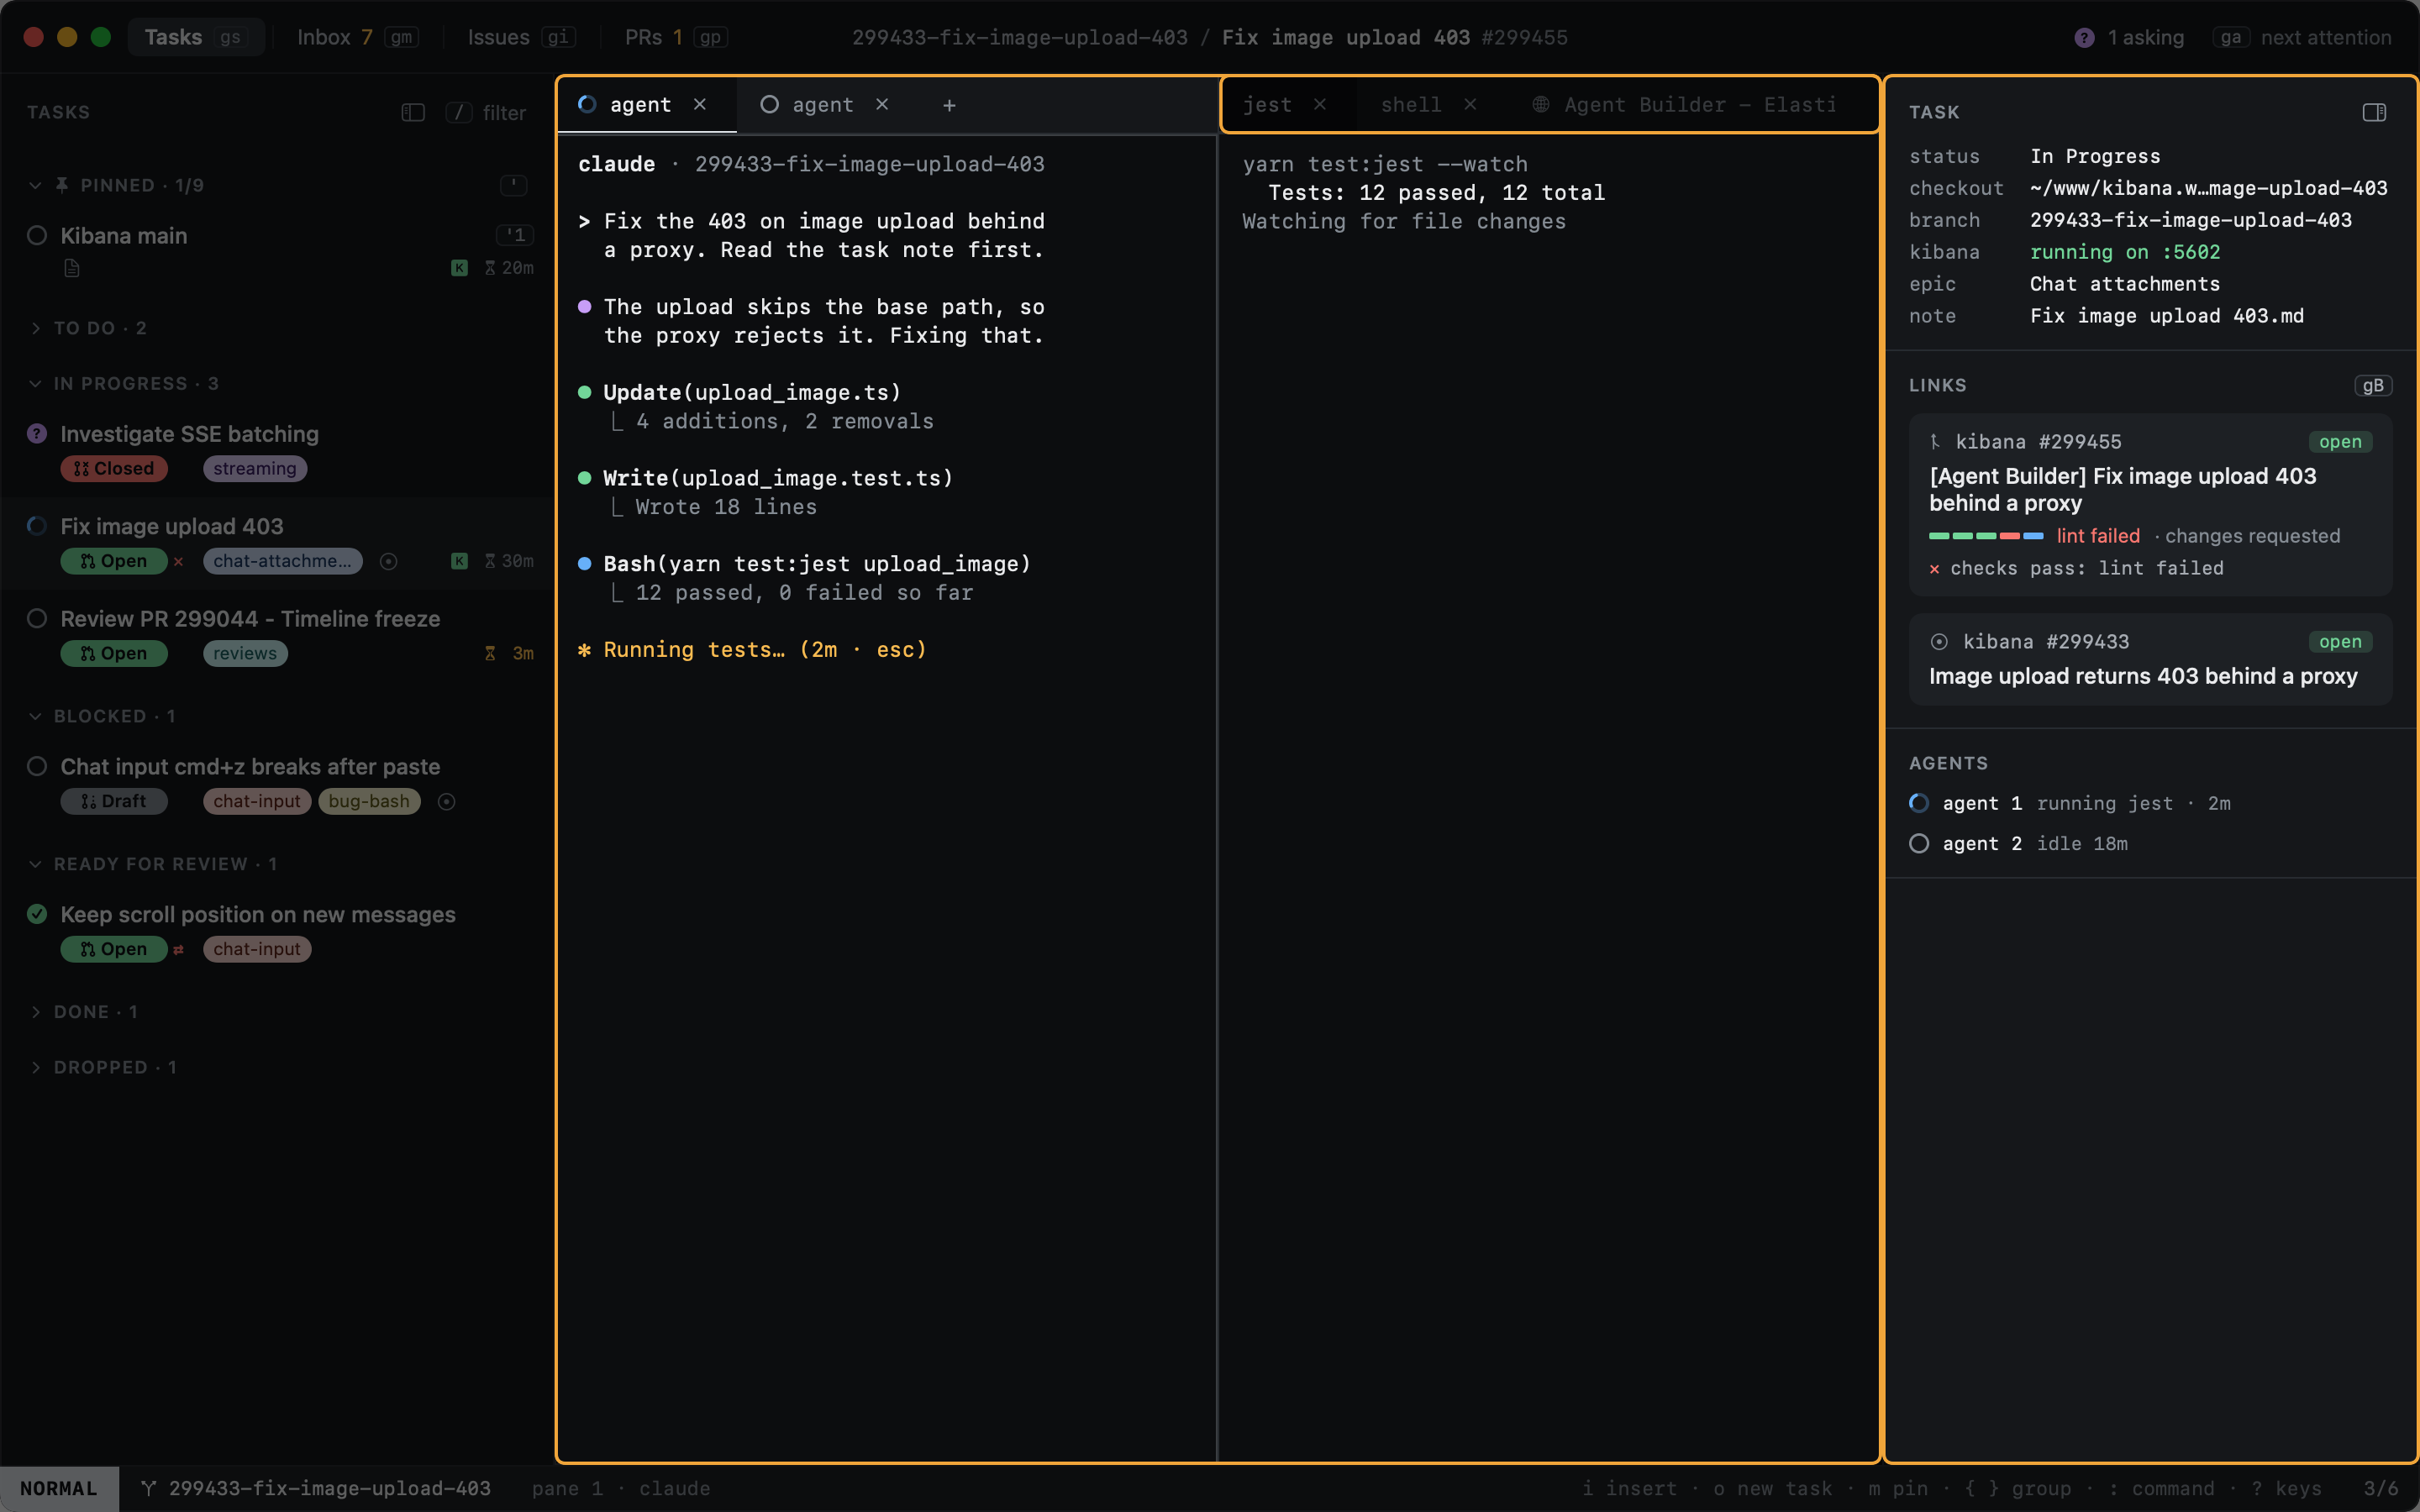 Tasks gs Inbox 7 gm Issues gi PRs 1 gp 299433-fix-image-upload-403 / Fix image upload 403 #299455 ? 1 asking ga next attention
TASKS / filter
PINNED · 1/9 '
Kibana main '1
K 20m
TO DO · 2
IN PROGRESS · 3
? Investigate SSE batching
Closed streaming
Fix image upload 403
Open × chat-attachme… K 30m
Review PR 299044 - Timeline freeze
Open reviews 3m
BLOCKED · 1
Chat input cmd+z breaks after paste
Draft chat-input bug-bash
READY FOR REVIEW · 1
Keep scroll position on new messages
Open chat-input
DONE · 1
DROPPED · 1
agent × agent × +
claude · 299433-fix-image-upload-403
> Fix the 403 on image upload behind
a proxy. Read the task note first.
The upload skips the base path, so
the proxy rejects it. Fixing that.
Update(upload_image.ts)
4 additions, 2 removals
Write(upload_image.test.ts)
Wrote 18 lines
Bash(yarn test:jest upload_image)
12 passed, 0 failed so far
✻ Running tests… (2m · esc)
jest × shell × Agent Builder – Elasti
yarn test:jest --watch
Tests: 12 passed, 12 total
Watching for file changes
TASK
status In Progress
checkout ~/www/kibana.w…mage-upload-403
branch 299433-fix-image-upload-403
kibana running on :5602
epic Chat attachments
note Fix image upload 403.md
LINKS gB
kibana #299455 open
[Agent Builder] Fix image upload 403
behind a proxy
lint failed · changes requested
× checks pass: lint failed
kibana #299433 open
Image upload returns 403 behind a proxy
AGENTS
agent 1 running jest · 2m
agent 2 idle 18m
NORMAL 299433-fix-image-upload-403 pane 1 · claude i insert · o new task · m pin · { } group · : command · ? keys 3/6